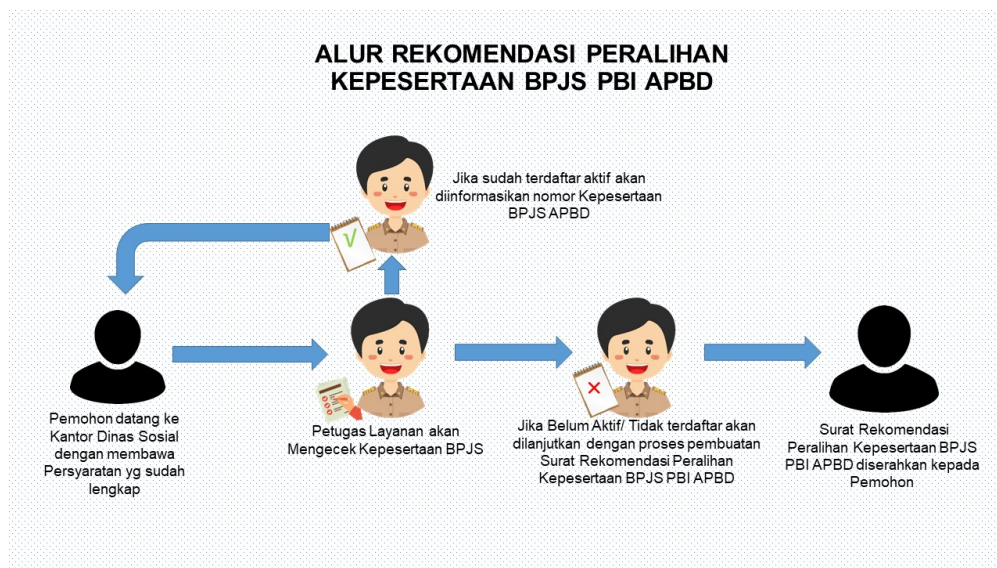 ALUR REKOMENDASI PERALIHAN
KEPESERTAAN BPJS PBI APBD
Jika sudah terdaftar aktif akan
diinformasikan nomor Kepesertaan
BPJS APBD
Pemohon datang ke
Kantor Dinas Sosial
dengan membawa
Persyaratan yg sudah
lengkap
Petugas Layanan akan
Mengecek Kepesertaan BPJS
Jika Belum Aktif/ Tidak terdaftar akan
dilanjutkan dengan proses pembuatan
Surat Rekomendasi Peralihan
Kepesertaan BPJS PBI APBD
Surat Rekomendasi
Peralihan Kepesertaan BPJS
PBI APBD diserahkan kepada
Pemohon